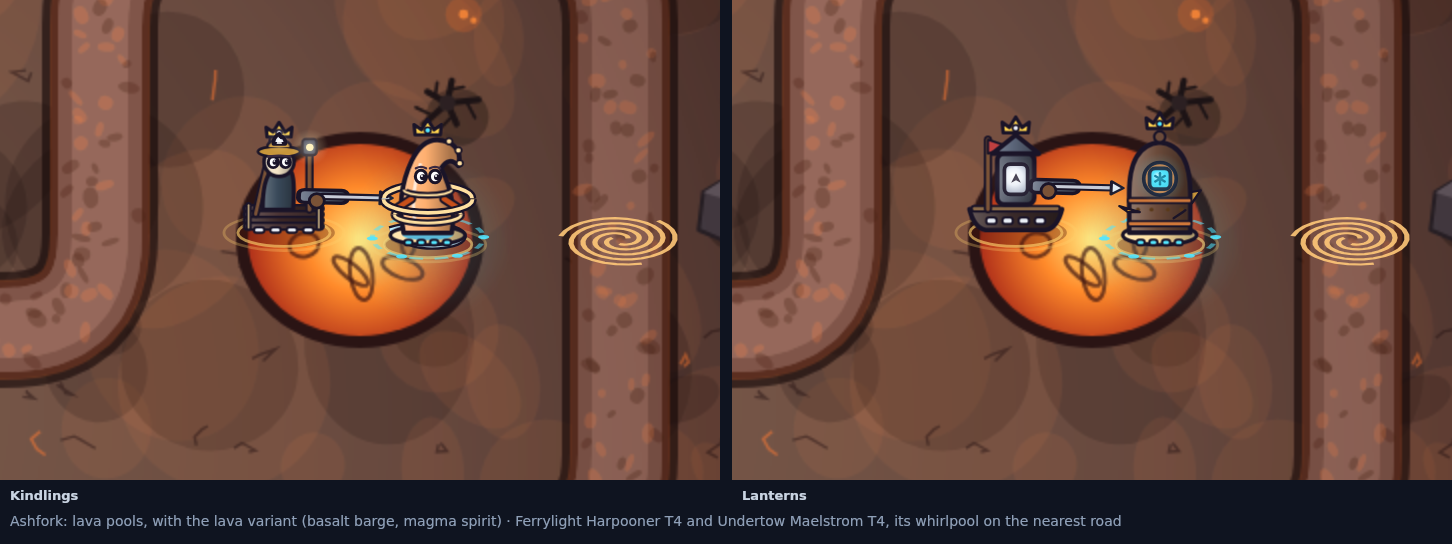 Kindlings
Lanterns
Ashfork: lava pools, with the lava variant (basalt barge, magma spirit) · Ferrylight Harpooner T4 and Undertow Maelstrom T4, its whirlpool on the nearest road